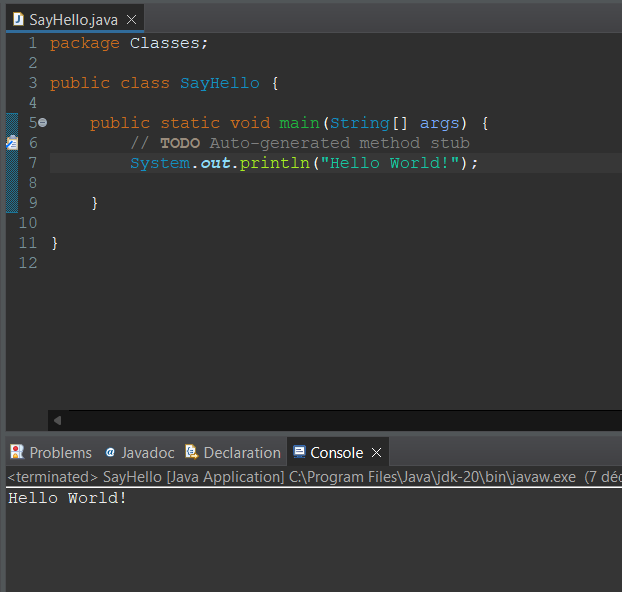 SayHello.java
1 package Classes;
2
3 public class SayHello {
4
5 public static void main(String[] args) {
6 // TODO Auto-generated method stub
7 System.out.println("Hello World!");
8
9 }
10
11 }
12
Problems @ Javadoc Declaration Console
<terminated> SayHello [Java Application] C:\Program Files\Java\jdk-20\bin\javaw.exe (7 déc
Hello World!